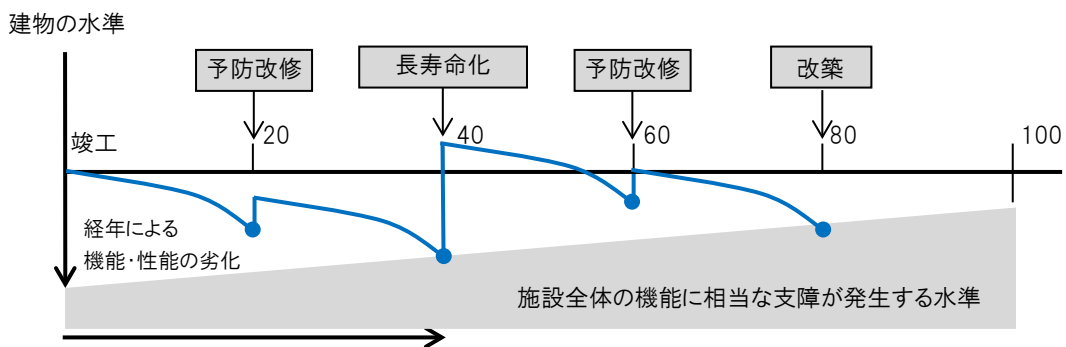 建物の水準
予防改修
長寿命化
予防改修
改築
竣工
20
40
60
80
100
経年による
機能・性能の劣化
施設全体の機能に相当な支障が発生する水準